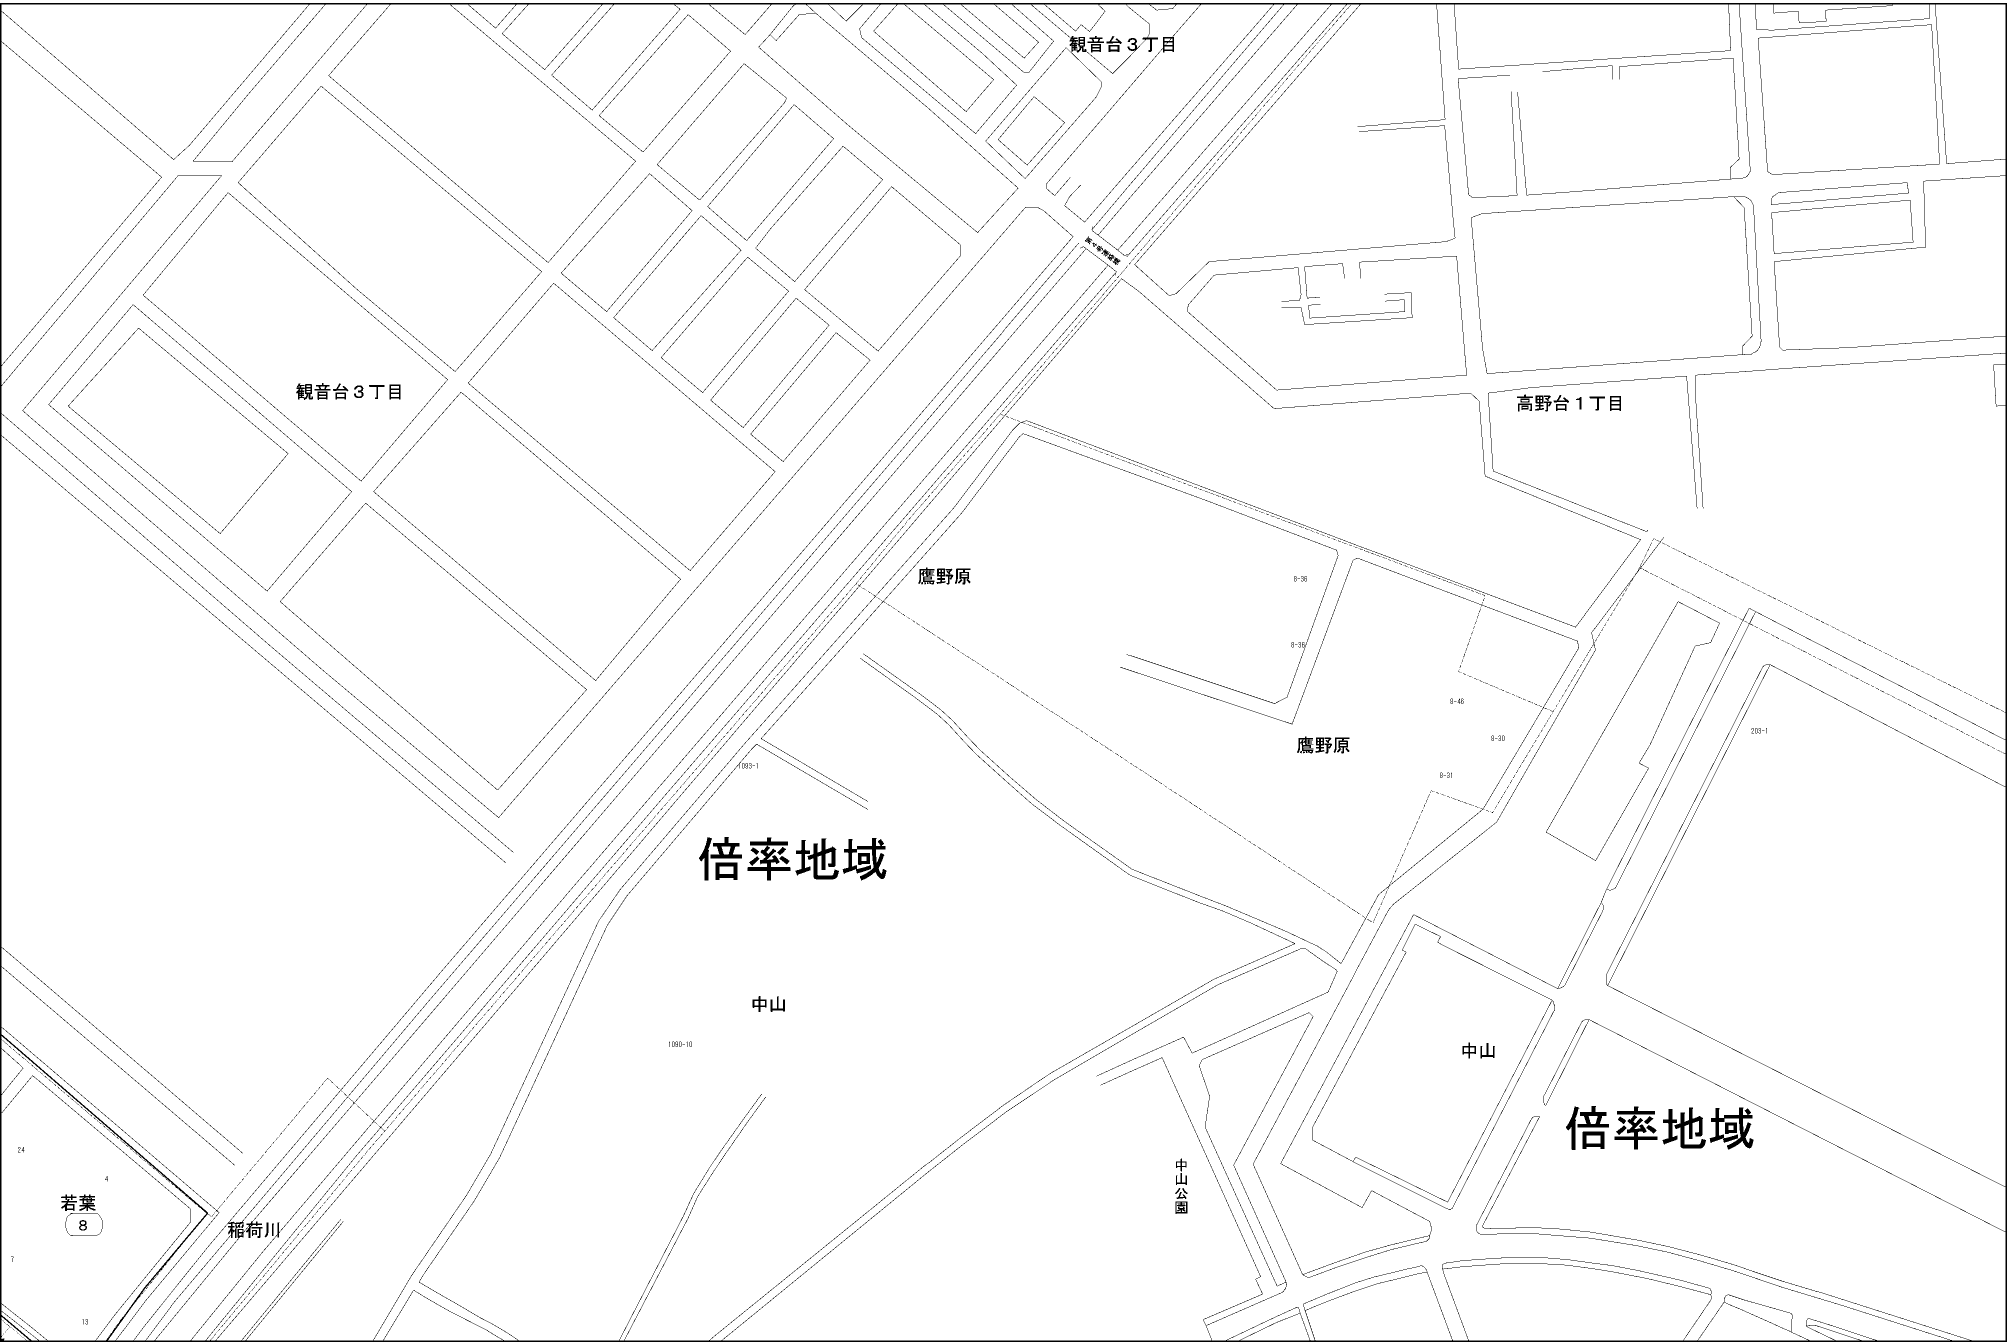 観音台３丁目
観音台３丁目
高野台１丁目
鷹野原
8-36
8-36
8-46
鷹野原
8-30
203-1
1093-1
8-31
倍率地域
中山
1080-10
中山
倍率地域
24
4
中山公園
若葉
8
稲荷川
7
13